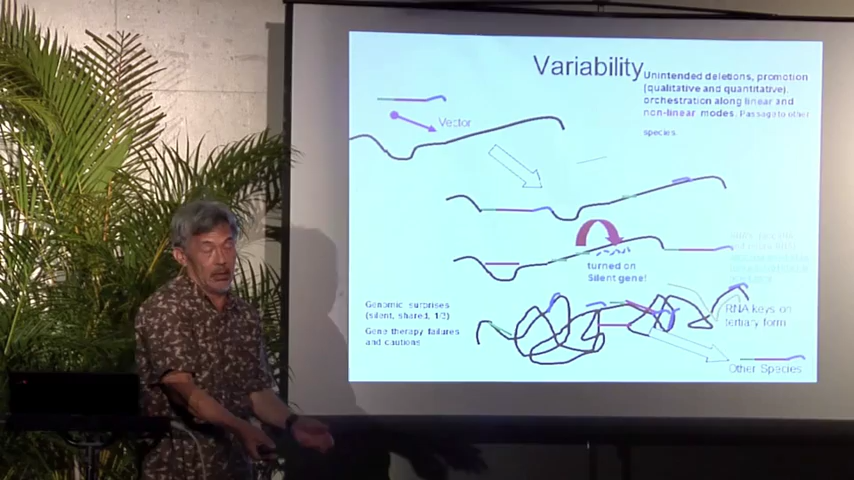 Variability
Unintended deletions, promotion
(qualitative and quantitative).
orchestration along linear and
non-linear modes. Passage to other
species
Vector
turned on
Silent gene!
Genomic surprises
(silent, shared, 1/2)
Gene therapy failures
and cautions
RNA keys on
tertiary form
Other Species